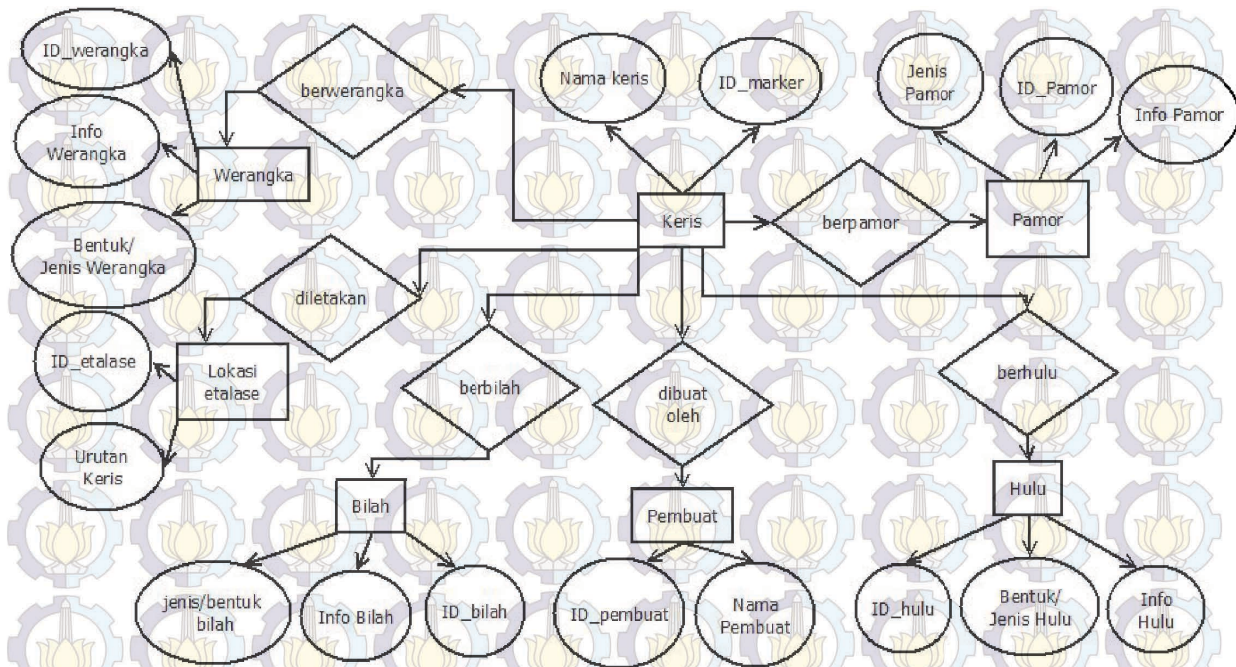 ID_werangka
berwerangka
Nama keris
ID_marker
Jenis
Pamor
ID_Pamor
Info Pamor
Info
Werangka
Werangka
Keris
berpamor
Pamor
Bentuk/
Jenis Werangka
diletakan
ID_etalase
Lokasi
etalase
berbilah
dibuat
oleh
berhulu
Urutan
Keris
Bilah
Pembuat
Hulu
jenis/bentuk
bilah
Info Bilah
ID_bilah
ID_pembuat
Nama
Pembuat
ID_hulu
Bentuk/
Jenis Hulu
Info
Hulu